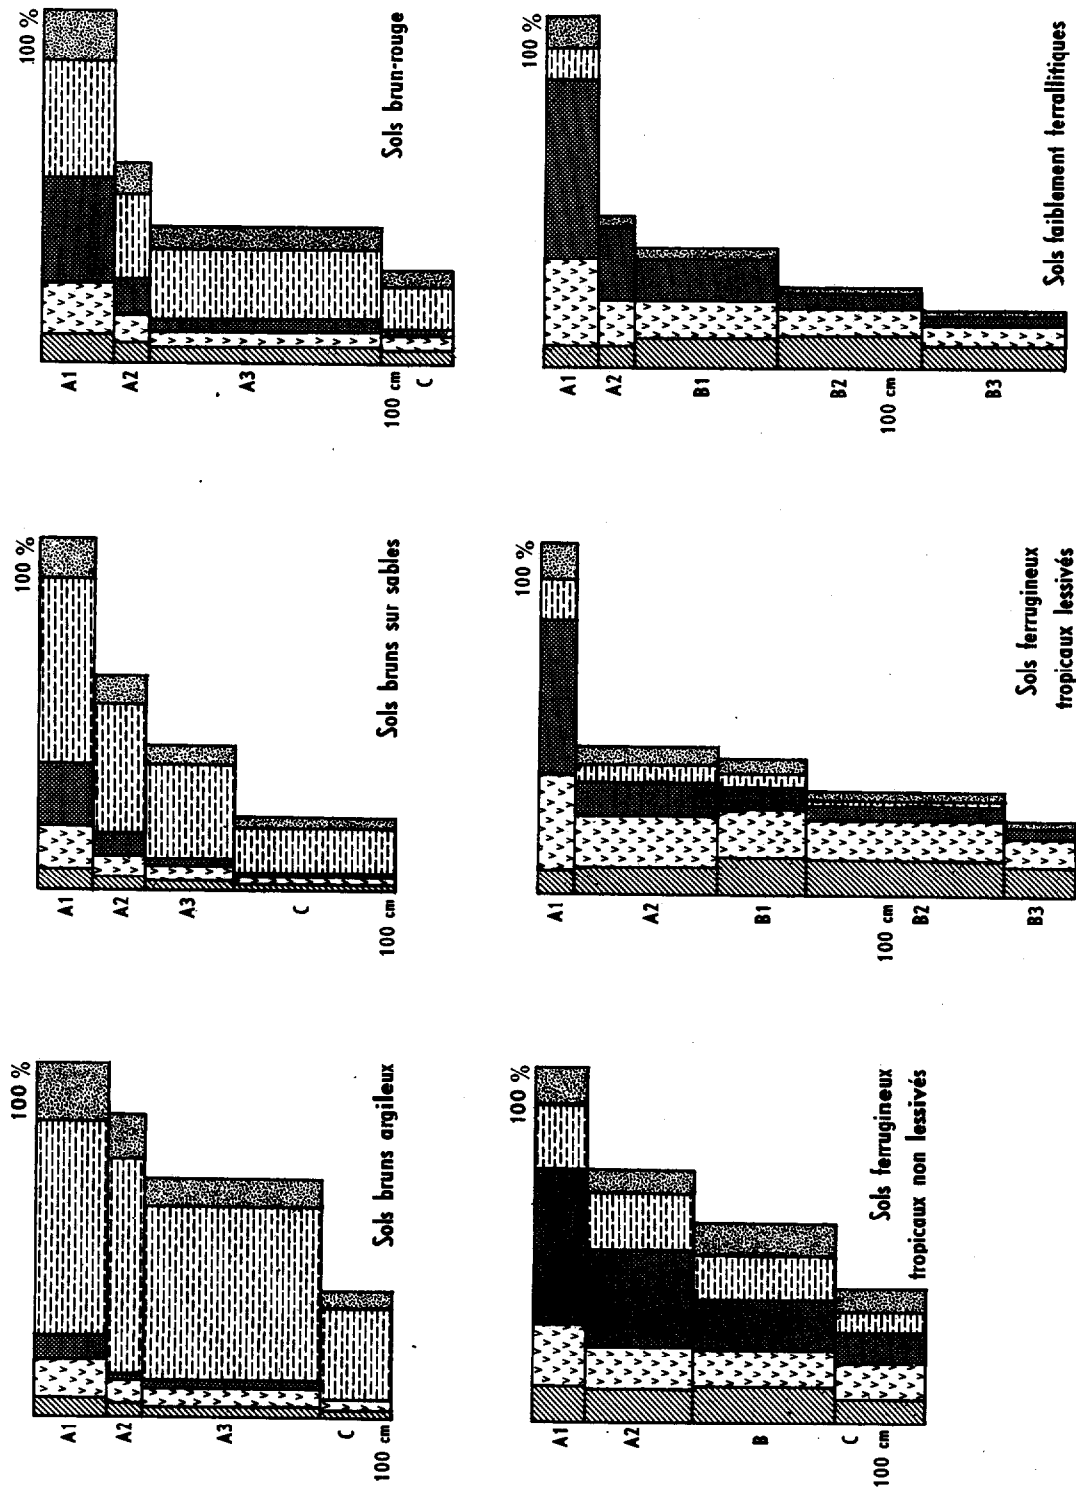 100 %
A1
A2
A3
C
100 cm
Sols bruns argileux
100 %
A1
A2
A3
C
100 cm
Sols bruns sur sables
100 %
A1
A2
A3
100 cm
C
Sols brun-rouge
100 %
A1
A2
B
C
100 cm
Sols ferrugineux
tropicaux non lessivés
100 %
A1
A2
B1
100 cm
B2
B3
Sols ferrugineux
tropicaux lessivés
100 %
A1
A2
B1
B2
100 cm
B3
Sols faiblement ferrallitiques